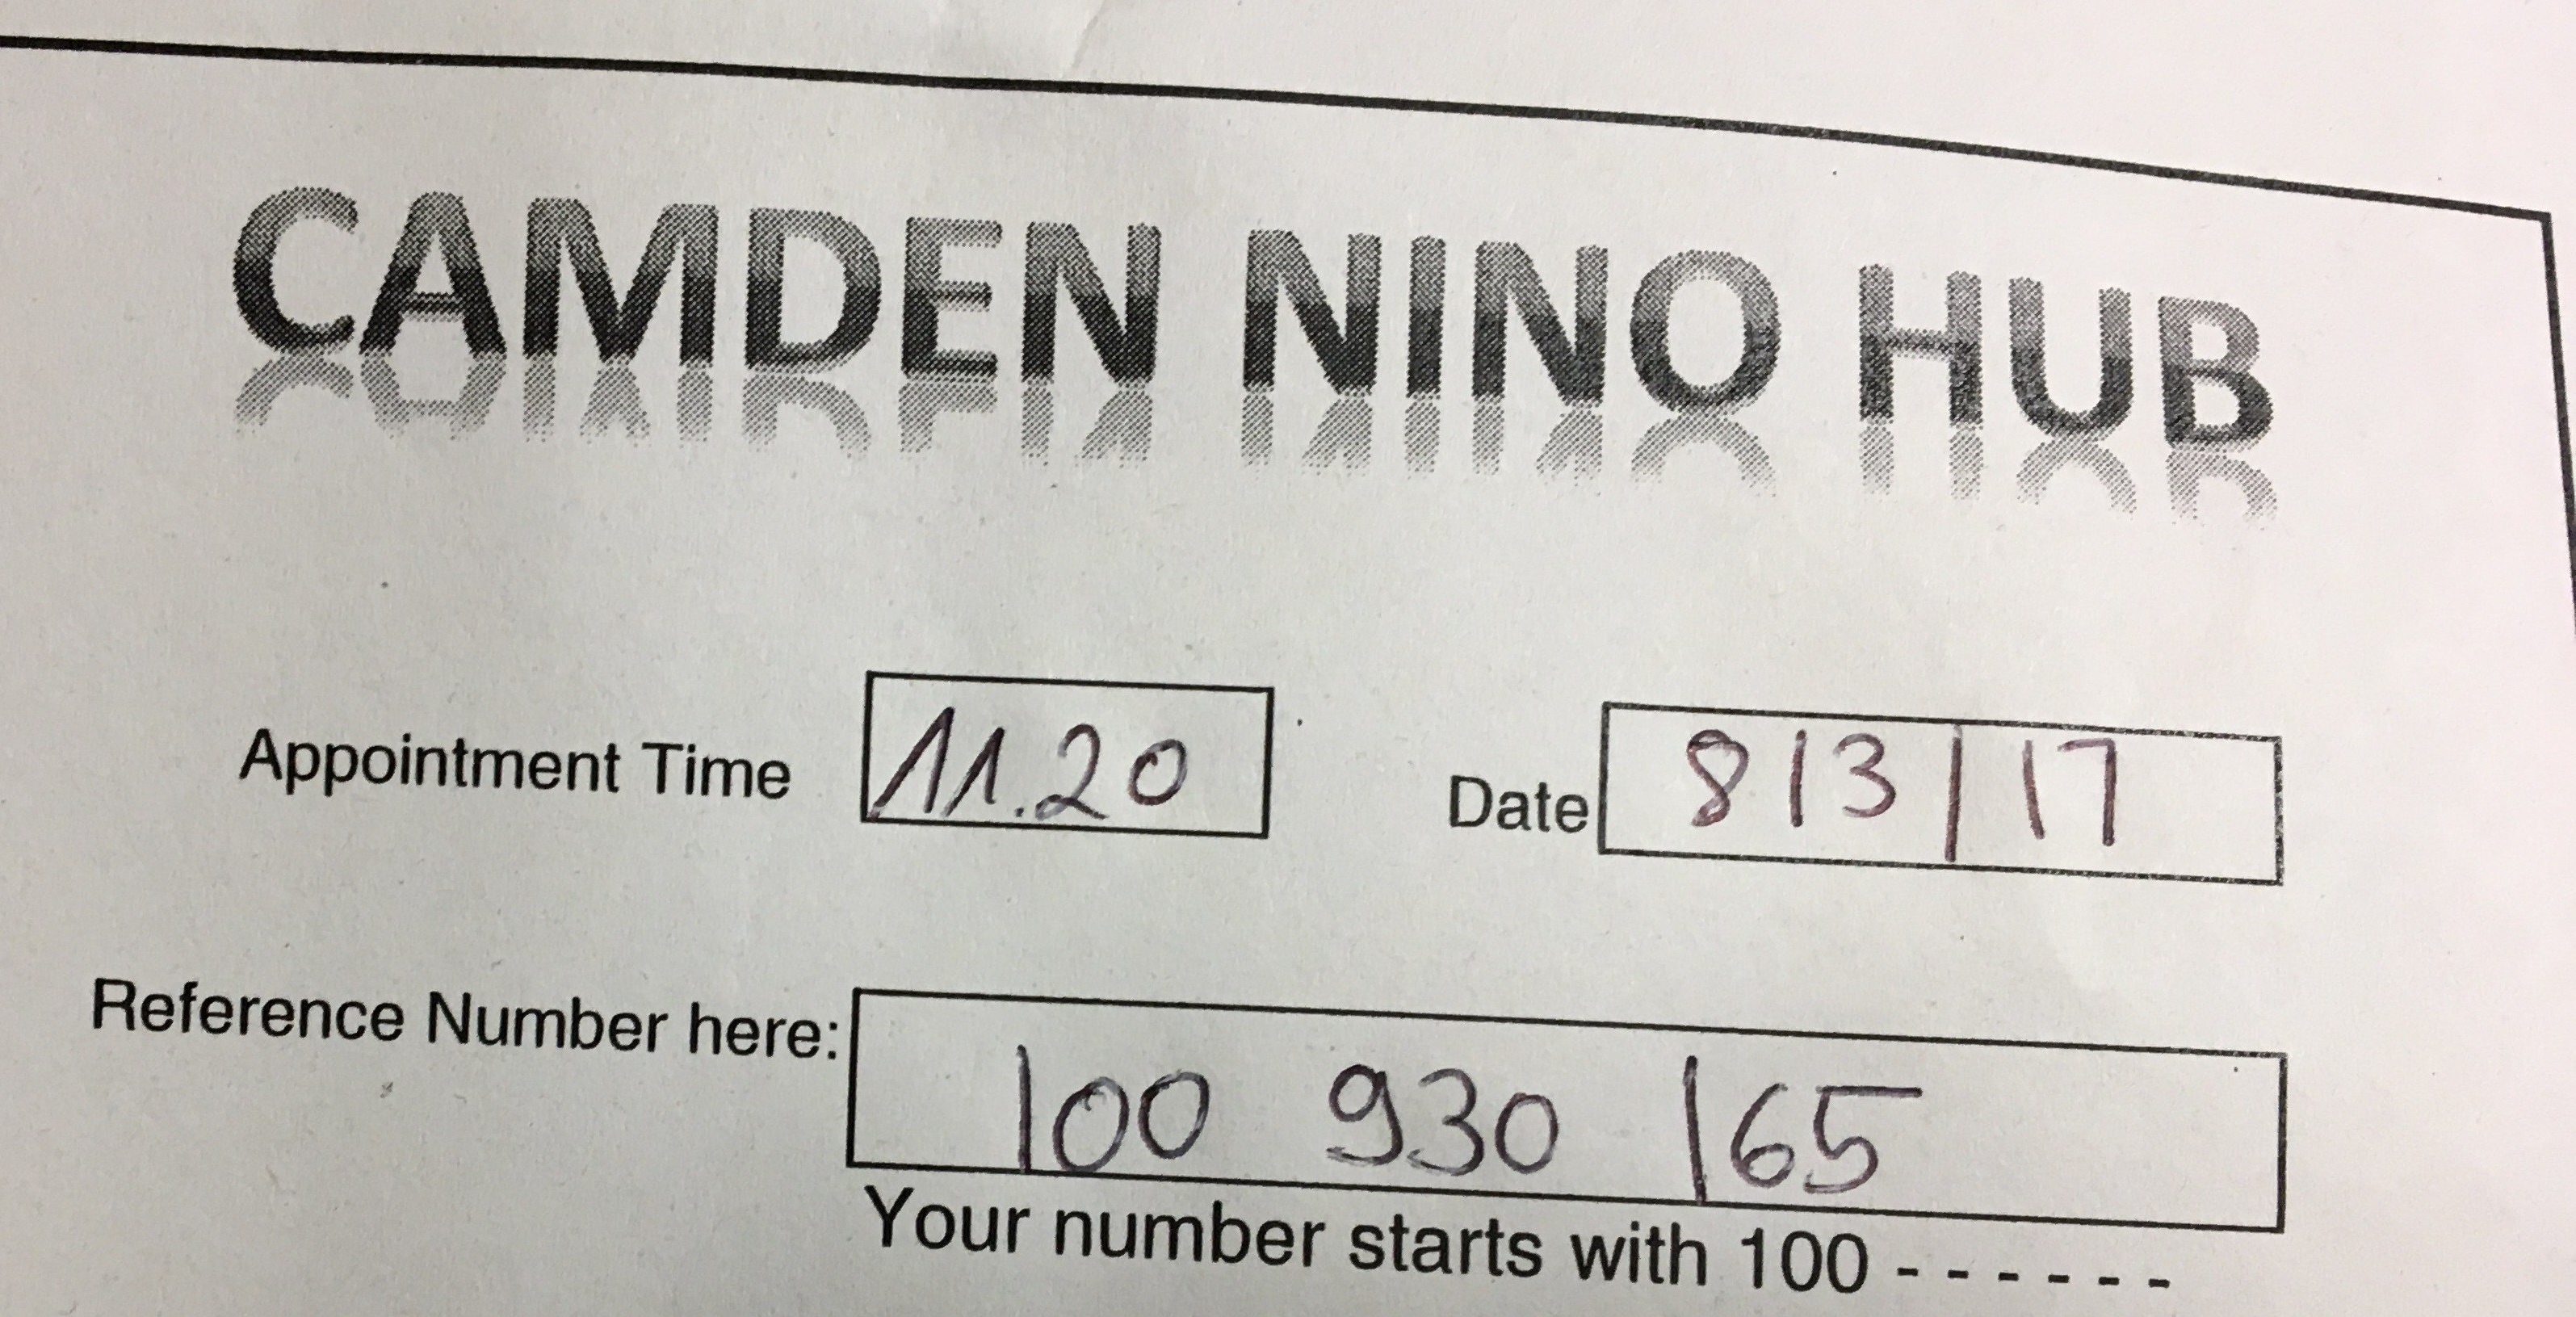 CAMDEN NINO HUB
Appointment Time 11.20 Date 8/3/17
Reference Number here: 100 930 165
Your number starts with 100 - - - - - -